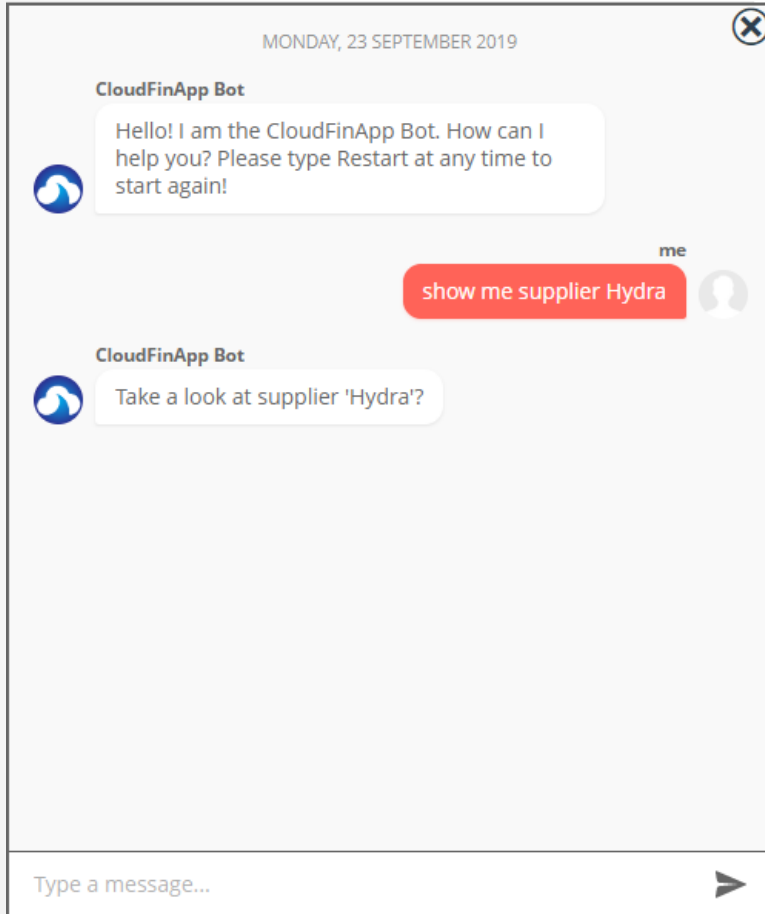 MONDAY, 23 SEPTEMBER 2019
CloudFinApp Bot
Hello! I am the CloudFinApp Bot. How can I
help you? Please type Restart at any time to
start again!
me
show me supplier Hydra
CloudFinApp Bot
Take a look at supplier 'Hydra'?
Type a message...